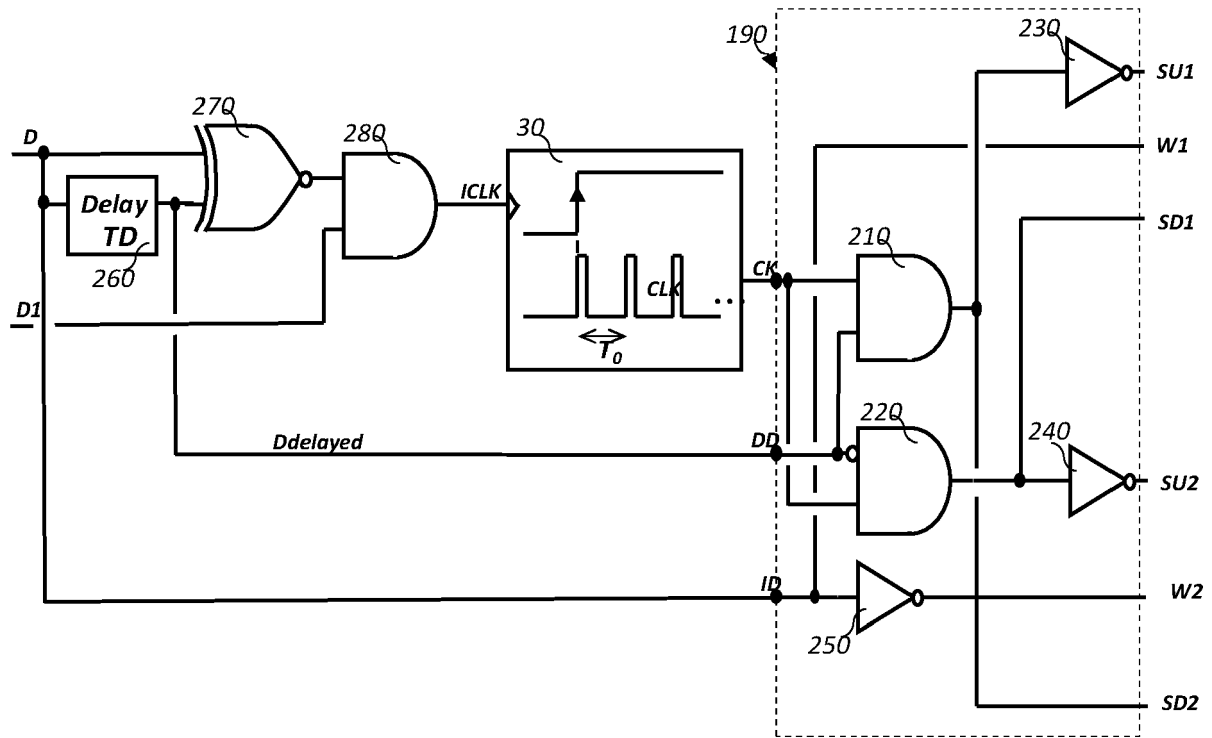 190
230
SU1
270
D
280
30
W1
ICLK
Delay
TD
SD1
260
210
CK
CLK
...
D1
T0
220
Ddelayed
DD
240
SU2
ID
W2
250
SD2